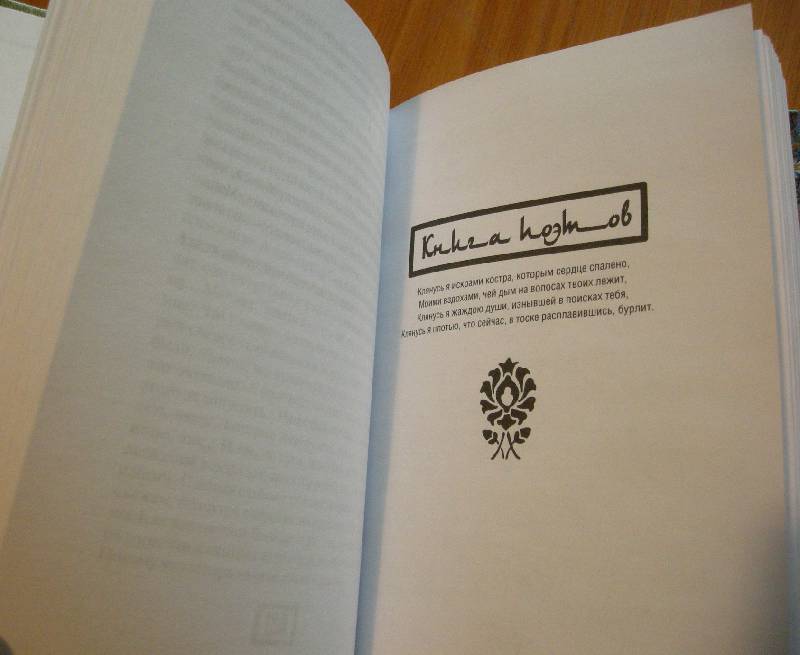 Книга поэтов
Клянусь я искрами костра, которым сердце спалено,
Моими вздохами, чей дым на волосах твоих лежит,
Клянусь я жаждою души, изнывшей в поисках тебя,
Клянусь я плотью, что сейчас, в тоске расплавившись, бурлит.